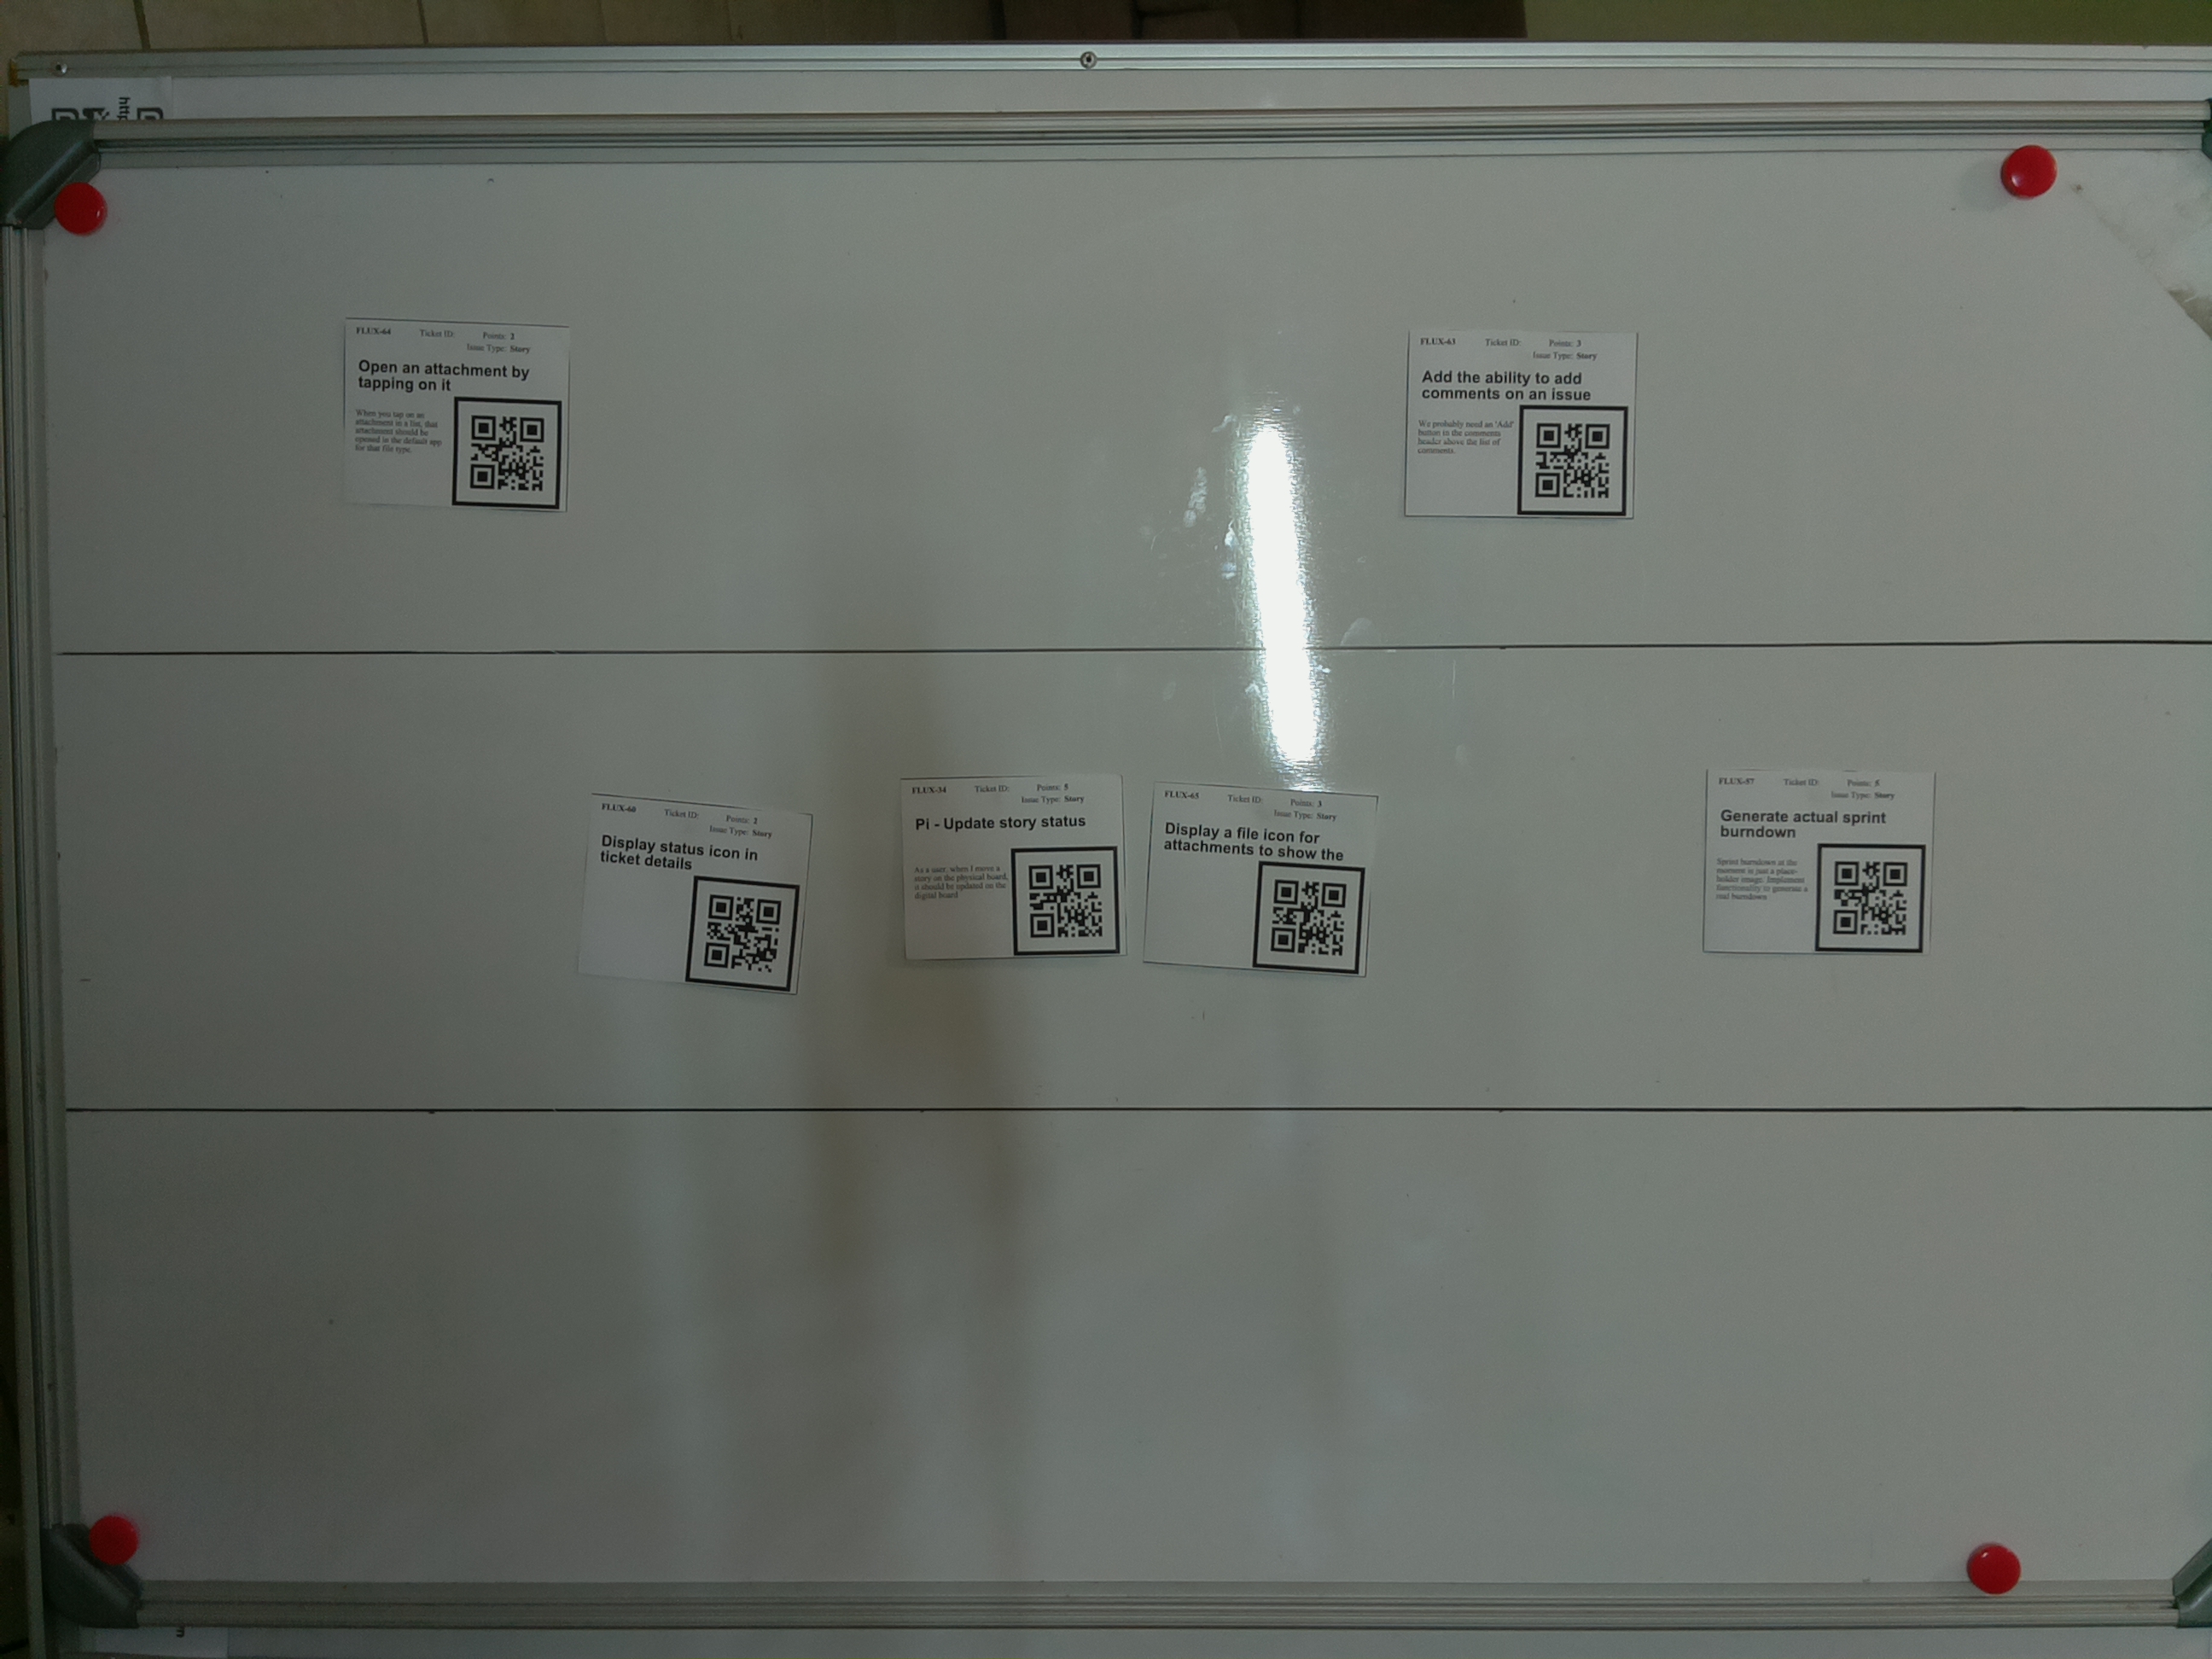 http
FLUX-64 Ticket ID: Points: 2
Issue Type: Story
Open an attachment by
tapping on it
When you tap on an
attachment in a list, that
attachment should be
opened in the default app
for that file type.
FLUX-63 Ticket ID: Points: 3
Issue Type: Story
Add the ability to add
comments on an issue
We probably need an 'Add'
button in the comments
header above the list of
comments.
FLUX-60 Ticket ID: Points: 2
Issue Type: Story
Display status icon in
ticket details
FLUX-34 Ticket ID: Points: 5
Issue Type: Story
Pi - Update story status
As a user, when I move a
story on the physical board,
it should be updated on the
digital board
FLUX-65 Ticket ID: Points: 3
Issue Type: Story
Display a file icon for
attachments to show the
FLUX-57 Ticket ID: Points: 5
Issue Type: Story
Generate actual sprint
burndown
Sprint burndown at the
moment is just a place-
holder image. Implement
functionality to generate a
real burndown
m